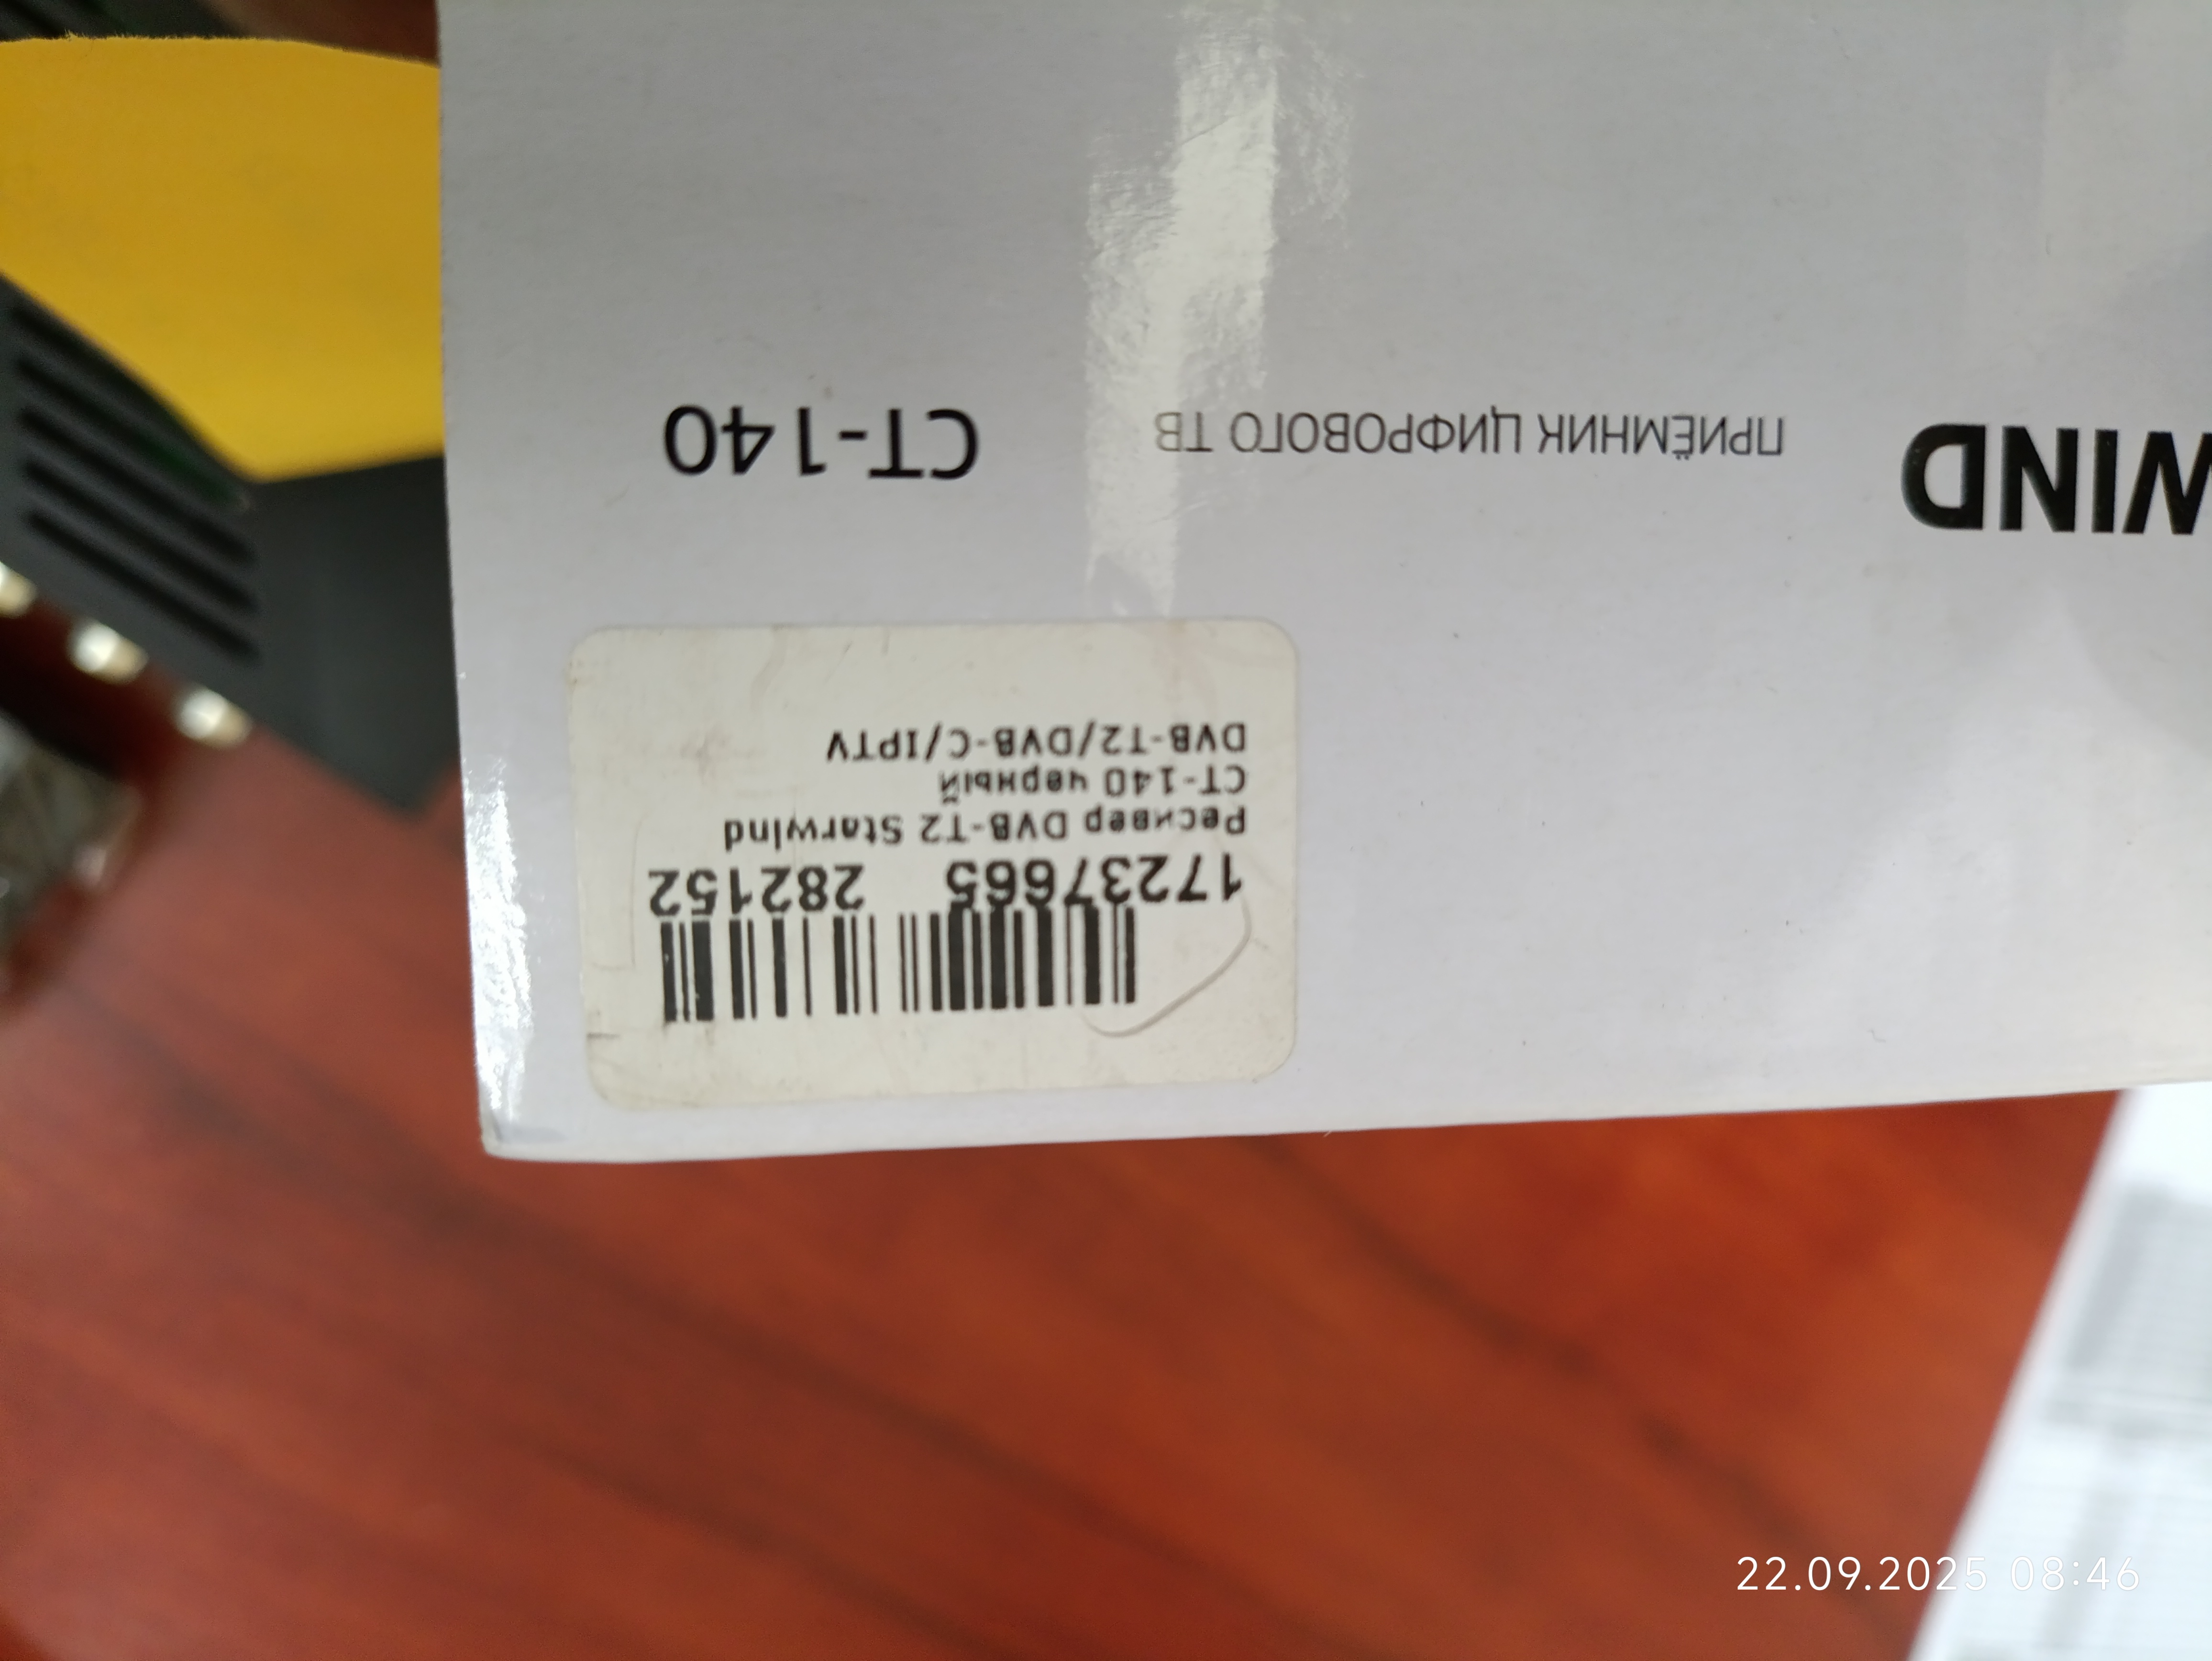 WIND
ПРИЁМНИК ЦИФРОВОГО ТВ
CT-140
17237665 282152
Ресивер DVB-T2 Starwind
CT-140 черный
DVB-T2/DVB-C/IPTV
22.09.2025 08:46